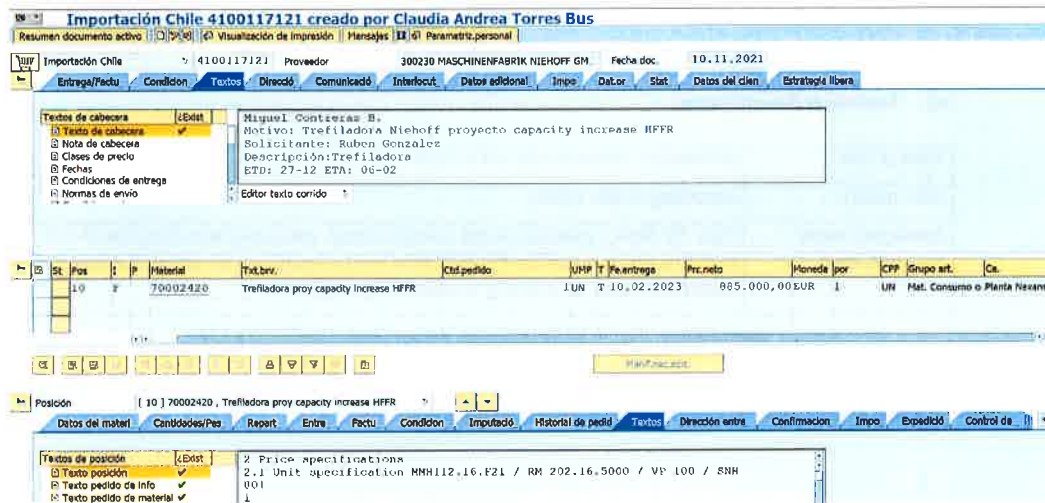 Importación Chile 4100117121 creado por Claudia Andrea Torres Bus
Resumen documento activo Visualización de impresión Mensajes Parametriz.personal
Importación Chile 4100117121 Proveedor 300230 MASCHINENFABRIK NIEHOFF GM. Fecha doc. 10.11.2021
Entrega/Factu Condicion Textos Direcció Comunicació Interlocut Datos adicional Impo Dat.or Stat Datos del clien Estrategia libera
Textos de cabecera ¿Exist
Texto de cabecera
Nota de cabecera
Clases de precio
Fechas
Condiciones de entrega
Normas de envío
Miguel Contreras B.
Motivo: Trefiladora Niehoff proyecto capacity increase HFFR
Solicitante: Ruben Gonzalez
Descripción:Trefiladora
ETD: 27-12 ETA: 06-02
Editor texto corrido
St Pos I P Material Txt.brv. Ctd.pedido UMP T Fe.entrega Prc.neto Moneda por CPP Grupo art. Ce.
10 F 70002420 Trefiladora proy capacity increase HFFR 1 UN T 10.02.2023 885.000,00 EUR 1 UN Mat. Consumo o Planta Nexans
Posición [ 10 ] 70002420 , Trefiladora proy capacity increase HFFR
Datos del materi Cantidades/Pes Repart Entre Factu Condicion Imputació Historial de pedid Textos Dirección entre Confirmacion Impo Expedició Control de
Textos de posición ¿Exist
Texto posición
Texto pedido de info
Texto pedido de material
2 Price specifications
2.1 Unit specification MMH112.16.F21 / RM 202.16.5000 / VP 100 / SNH
001
1